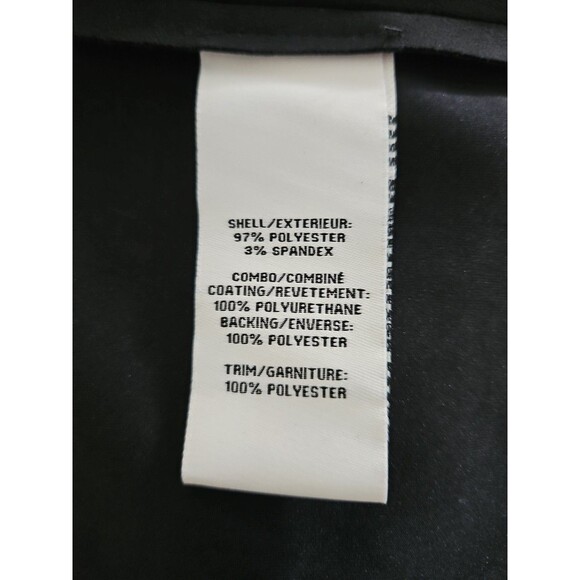 SHELL/EXTERIEUR:
97% POLYESTER
3% SPANDEX
COMBO/COMBINÉ
COATING/REVETEMENT:
100% POLYURETHANE
BACKING/ENVERSE:
100% POLYESTER
TRIM/GARNITURE:
100% POLYESTER